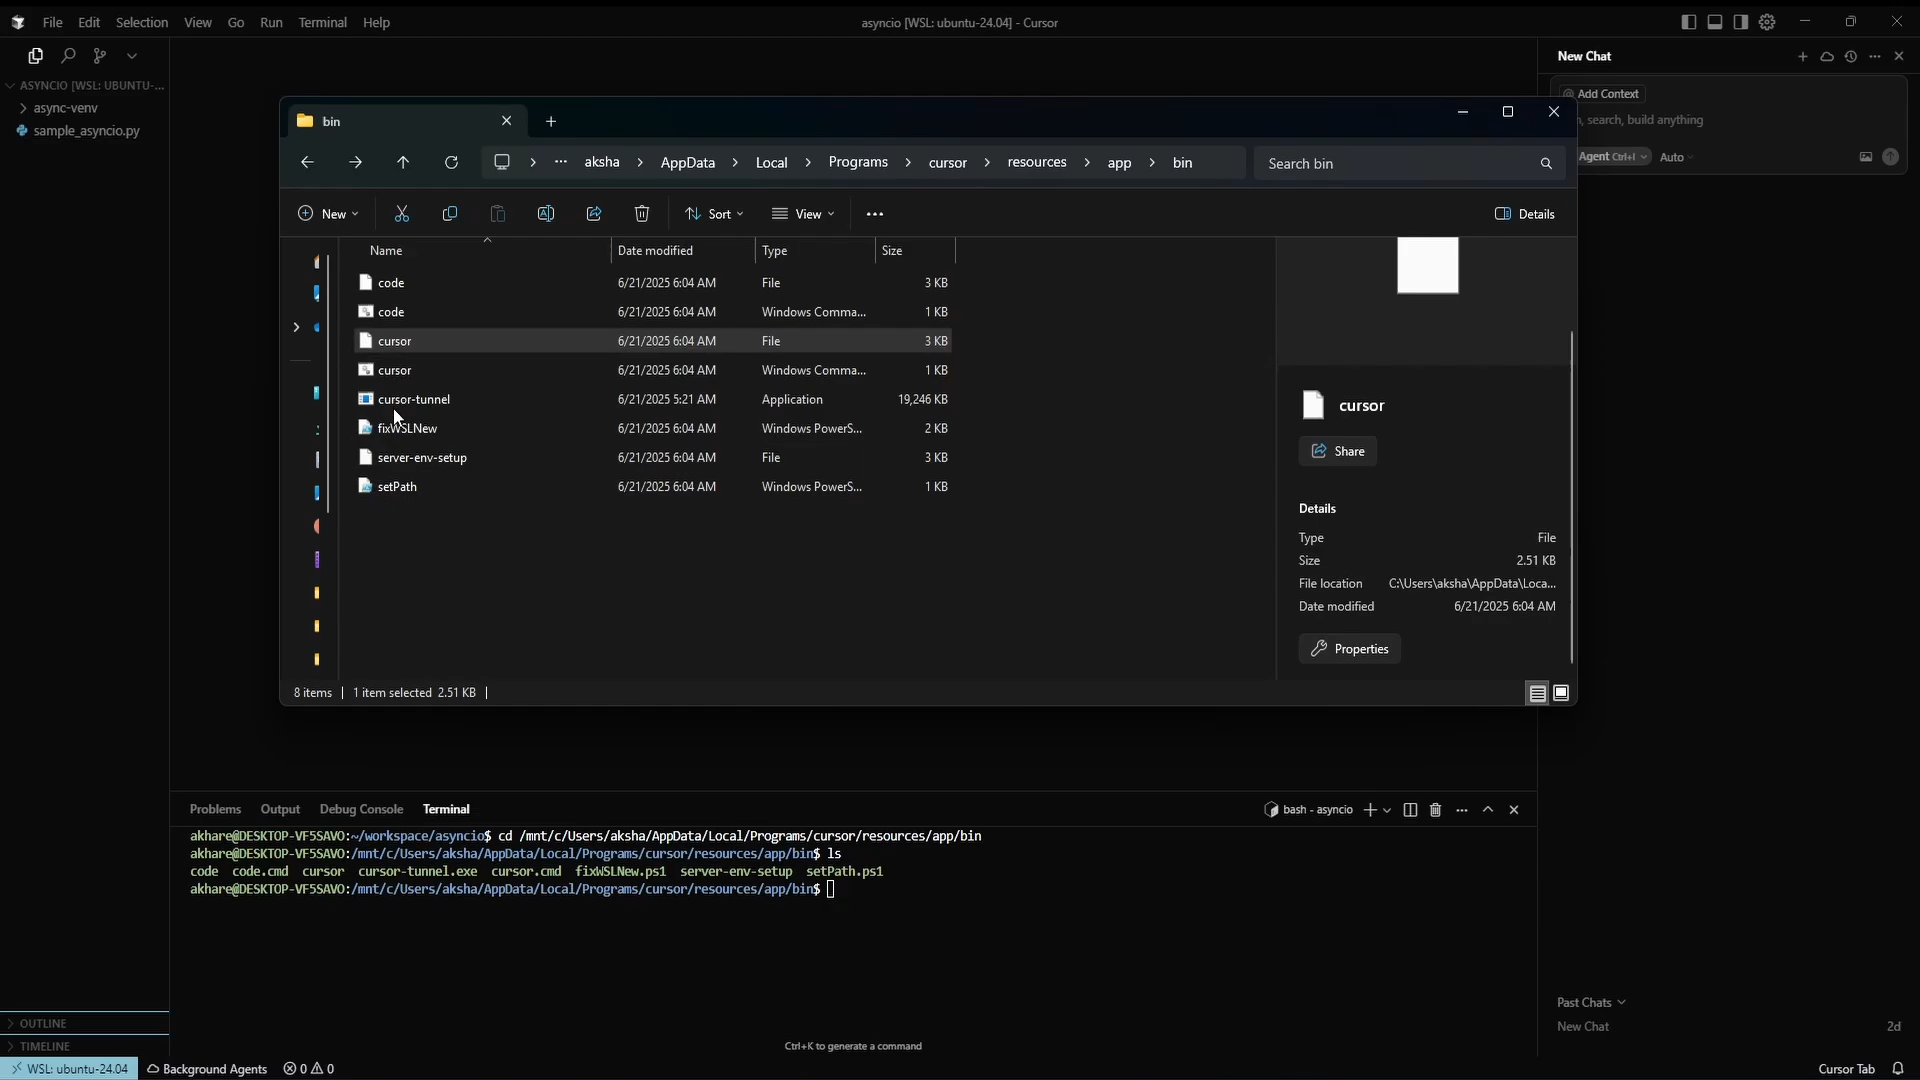 File Edit Selection View Go Run Terminal Help
asyncio [WSL: ubuntu-24.04] - Cursor
ASYNCIO [WSL: UBUNTU-...
async-venv
sample_asyncio.py
New Chat
Add Context
, search, build anything
Agent Ctrl+I Auto
bin
... aksha > AppData > Local > Programs > cursor > resources > app > bin
Search bin
New Sort View ... Details
Name Date modified Type Size
code 6/21/2025 6:04 AM File 3 KB
code 6/21/2025 6:04 AM Windows Comma... 1 KB
cursor 6/21/2025 6:04 AM File 3 KB
cursor 6/21/2025 6:04 AM Windows Comma... 1 KB
cursor-tunnel 6/21/2025 5:21 AM Application 19,246 KB
fixWSLNew 6/21/2025 6:04 AM Windows PowerS... 2 KB
server-env-setup 6/21/2025 6:04 AM File 3 KB
setPath 6/21/2025 6:04 AM Windows PowerS... 1 KB
cursor
Share
Details
Type File
Size 2.51 KB
File location C:\Users\aksha\AppData\Loca...
Date modified 6/21/2025 6:04 AM
Properties
8 items | 1 item selected 2.51 KB |
Problems Output Debug Console Terminal
bash - asyncio
akhare@DESKTOP-VF5SAVO:~/workspace/asyncio$ cd /mnt/c/Users/aksha/AppData/Local/Programs/cursor/resources/app/bin
akhare@DESKTOP-VF5SAVO:/mnt/c/Users/aksha/AppData/Local/Programs/cursor/resources/app/bin$ ls
code code.cmd cursor cursor-tunnel.exe cursor.cmd fixWSLNew.ps1 server-env-setup setPath.ps1
akhare@DESKTOP-VF5SAVO:/mnt/c/Users/aksha/AppData/Local/Programs/cursor/resources/app/bin$
Ctrl+K to generate a command
Past Chats
New Chat 2d
OUTLINE
TIMELINE
WSL: ubuntu-24.04 Background Agents 0 0
Cursor Tab